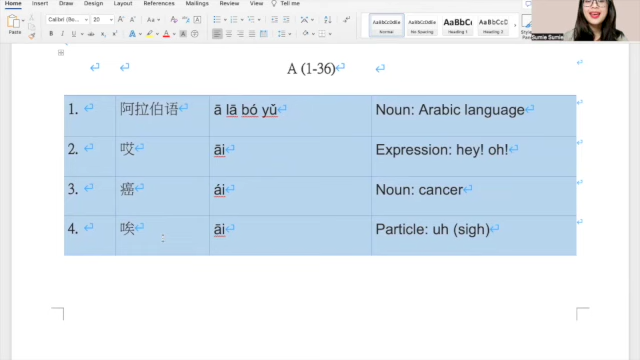 Home Insert Draw Design Layout References Mailings Review View Tell me
Paste
Calibri (Bo... 20
AaBbCcDdEe AaBbCcDdEe AaBbCc AaBbCcD
Normal No Spacing Heading 1 Heading 2
Sumie Sumie
A (1-36)
1. 阿拉伯语 ā lā bó yǔ Noun: Arabic language
2. 哎 āi Expression: hey! oh!
3. 癌 ái Noun: cancer
4. 唉 āi Particle: uh (sigh)